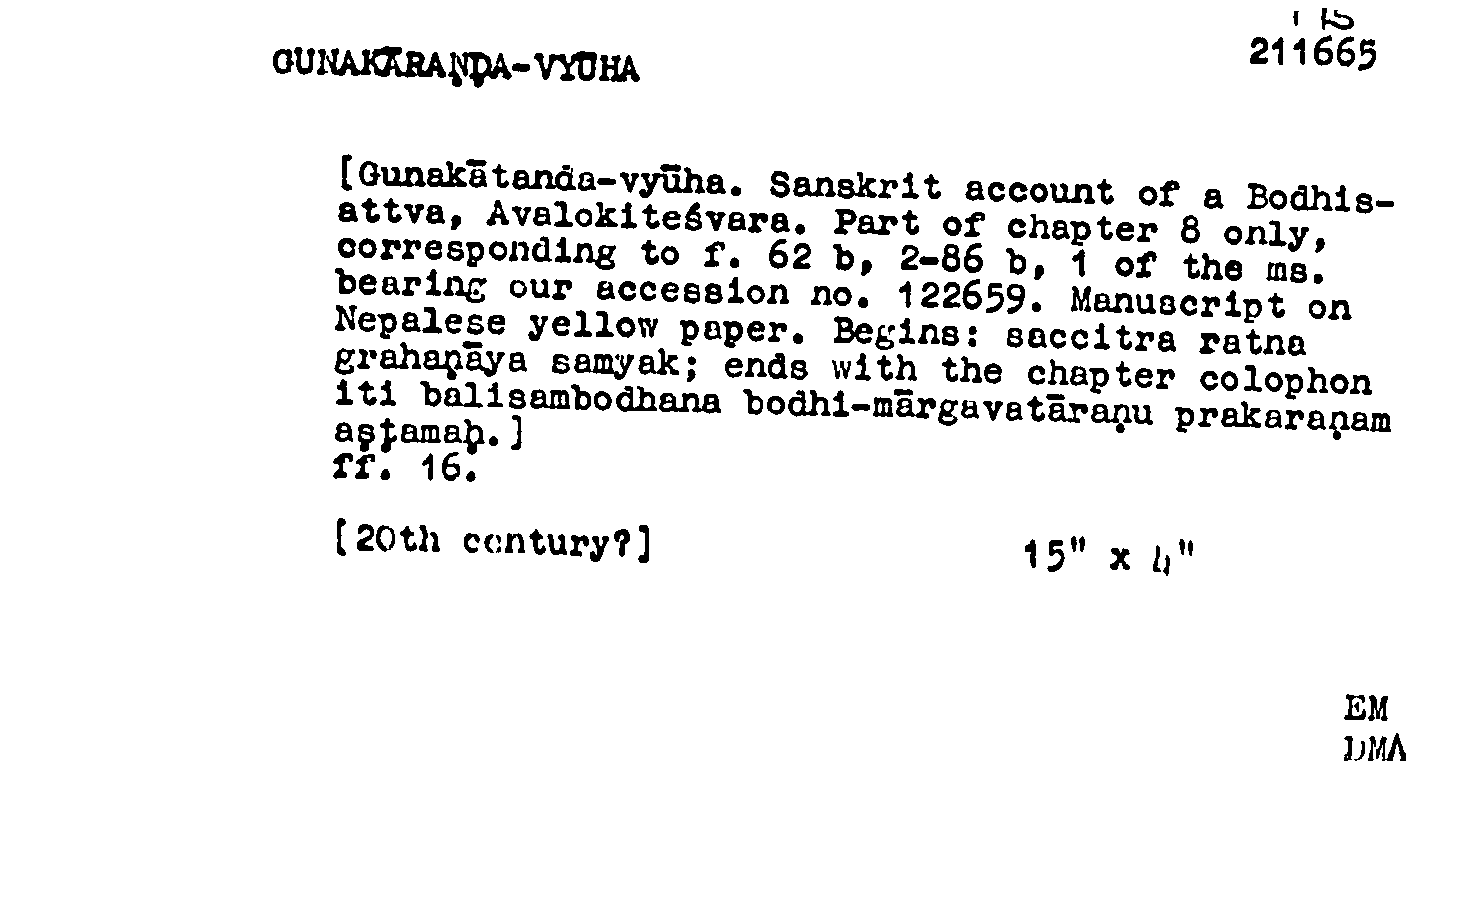 MS
211665
GUNAKĀRAṆḌA-VYŪHA
[Gunakātanda-vyūha. Sanskrit account of a Bodhis-
attva, Avalokiteśvara. Part of chapter 8 only,
corresponding to f. 62 b, 2-86 b, 1 of the ms.
bearing our accession no. 122659. Manuscript on
Nepalese yellow paper. Begins: saccitra ratna
grahaṇāya samyak; ends with the chapter colophon
iti balisambodhana bodhi-mārgavatāraṇu prakaraṇam
aṣṭamaḥ.]
ff. 16.
[20th century?]
15" x 4"
EM
DMA